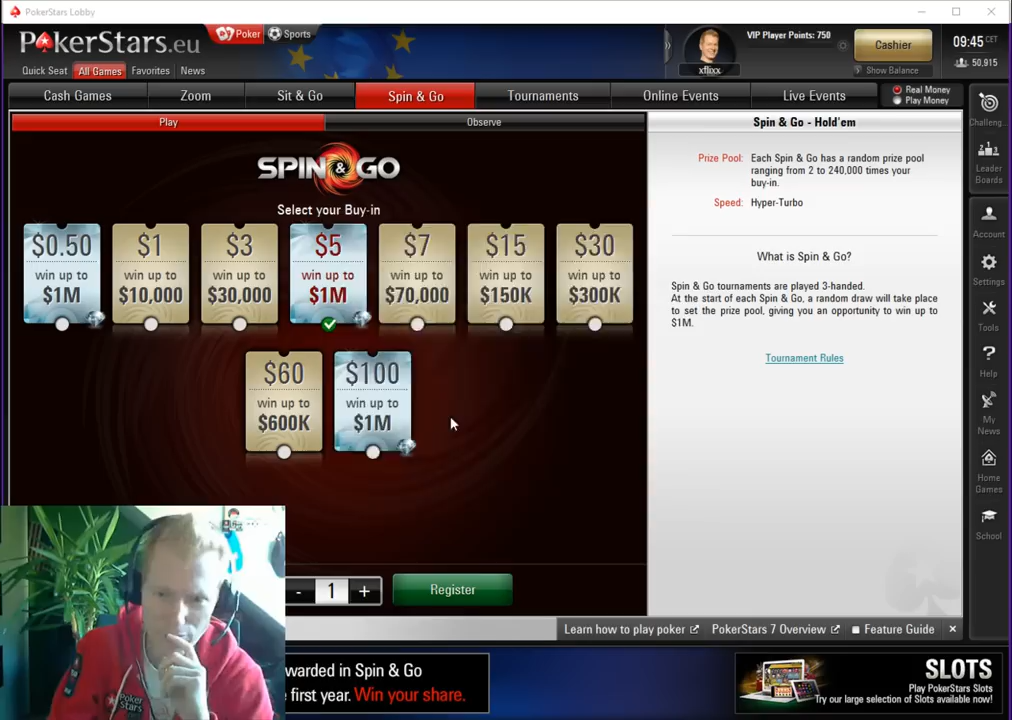 PokerStars Lobby
PokerStars.eu
Poker
Sports
VIP Player Points: 750
Cashier
09:45 CET
xflixx
Show Balance
50,915
Quick Seat
All Games
Favorites
News
Cash Games
Zoom
Sit & Go
Spin & Go
Tournaments
Online Events
Live Events
Real Money
Play Money
Play
Observe
SPIN & GO
Select your Buy-in
$0.50
win up to
$1M
$1
win up to
$10,000
$3
win up to
$30,000
$5
win up to
$1M
$7
win up to
$70,000
$15
win up to
$150K
$30
win up to
$300K
$60
win up to
$600K
$100
win up to
$1M
-
1
+
Register
Spin & Go - Hold'em
Prize Pool: Each Spin & Go has a random prize pool
ranging from 2 to 240,000 times your
buy-in.
Speed: Hyper-Turbo
What is Spin & Go?
Spin & Go tournaments are played 3-handed.
At the start of each Spin & Go, a random draw will take place
to set the prize pool, giving you an opportunity to win up to
$1M.
Tournament Rules
Challeng...
Leader
Boards
Account
Settings
Tools
Help
My
News
Home
Games
School
Learn how to play poker
PokerStars 7 Overview
Feature Guide
warded in Spin & Go
first year. Win your share.
SLOTS
Play PokerStars Slots
Try our large selection of Slots available now!
Poker
Stars